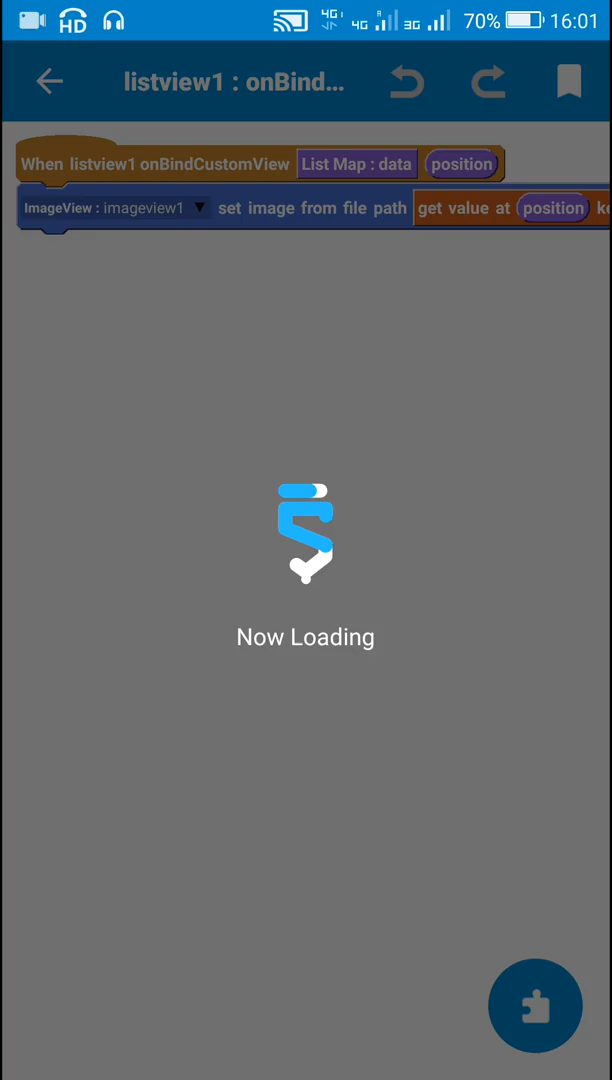 HD 4G 4G R 3G 70% 16:01
listview1 : onBind...
When listview1 onBindCustomView List Map : data position
ImageView : imageview1 ▼ set image from file path get value at position ke
Now Loading